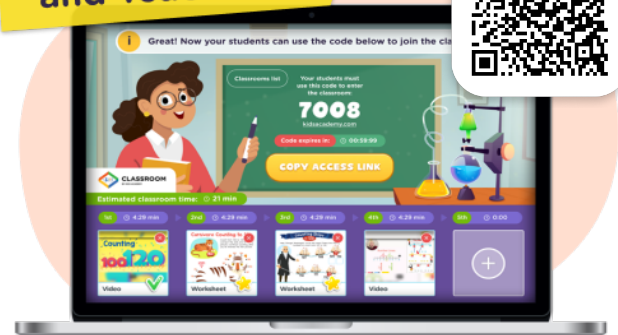 and
Great! Now your students can use the code below to join the cla
Classrooms list
Your students must
use this code to enter
the classroom
7008
kidsacademy.com
Code expires in: 00:59:99
COPY ACCESS LINK
CLASSROOM
Estimated classroom time: 21 min
1st 4:29 min 2nd 4:29 min 3rd 4:29 min 4th 4:29 min 5th 0:00
Counting
100 120
Video
Worksheet
Worksheet
Video